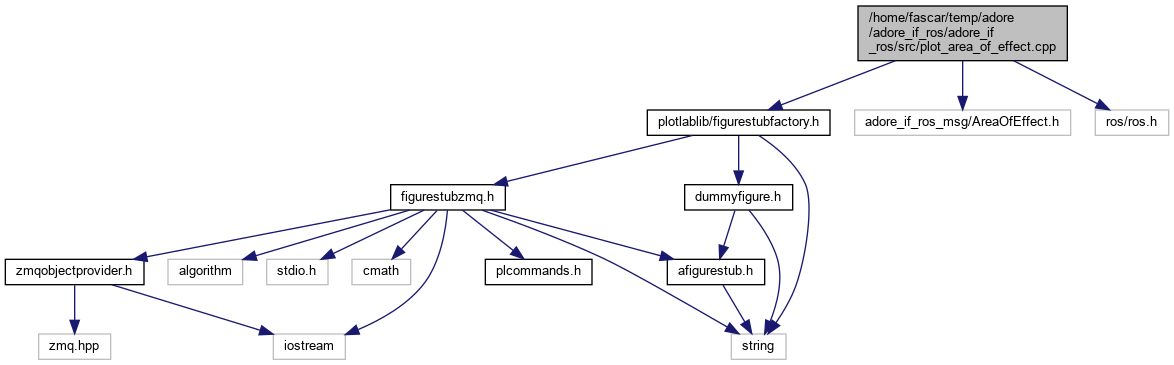 /home/fascar/temp/adore
/adore_if_ros/adore_if
_ros/src/plot_area_of_effect.cpp
plotlablib/figurestubfactory.h
adore_if_ros_msg/AreaOfEffect.h
ros/ros.h
figurestubzmq.h
dummyfigure.h
zmqobjectprovider.h
algorithm
stdio.h
cmath
plcommands.h
afigurestub.h
zmq.hpp
iostream
string